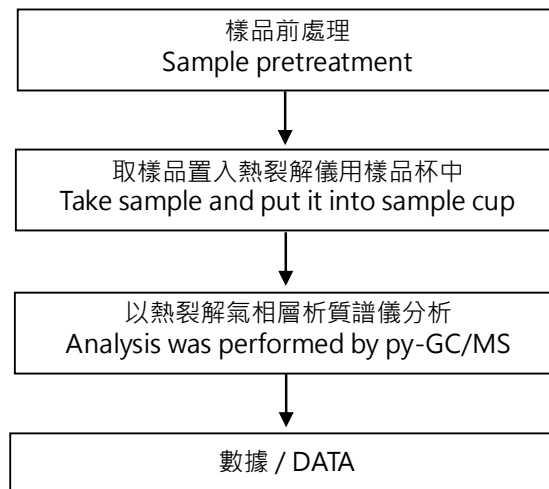 樣品前處理
Sample pretreatment
取樣品置入熱裂解儀用樣品杯中
Take sample and put it into sample cup
以熱裂解氣相層析質譜儀分析
Analysis was performed by py-GC/MS
數據 / DATA